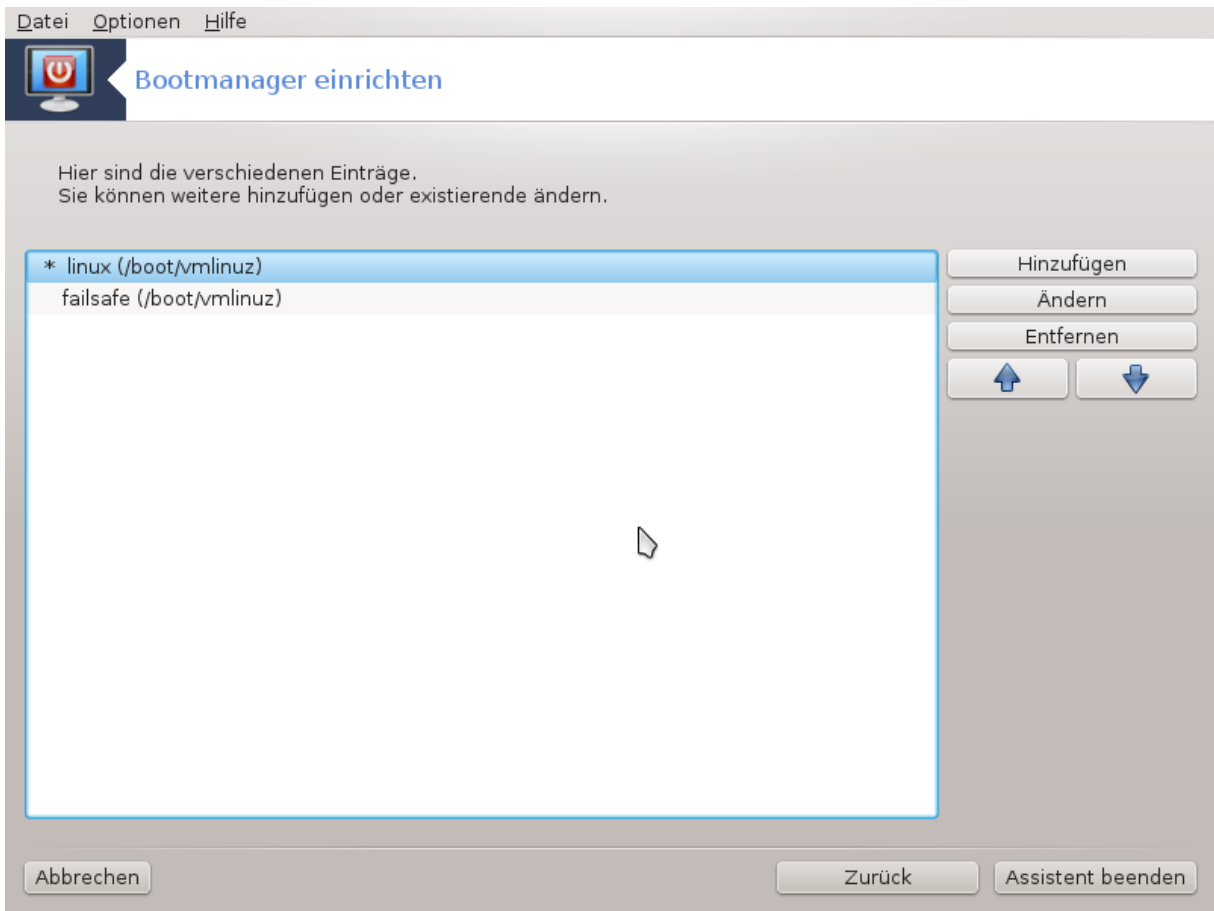 Datei Optionen Hilfe
Bootmanager einrichten
Hier sind die verschiedenen Einträge.
Sie können weitere hinzufügen oder existierende ändern.
* linux (/boot/vmlinuz)
failsafe (/boot/vmlinuz)
Hinzufügen
Ändern
Entfernen
Abbrechen Zurück Assistent beenden